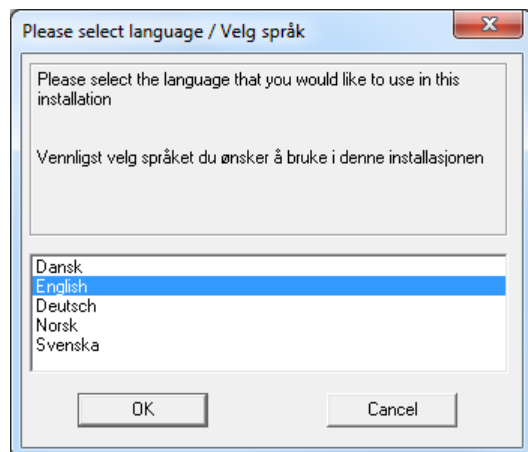 Please select language / Velg språk
Please select the language that you would like to use in this
installation
Vennligst velg språket du ønsker å bruke i denne installasjonen
Dansk
English
Deutsch
Norsk
Svenska
OK
Cancel